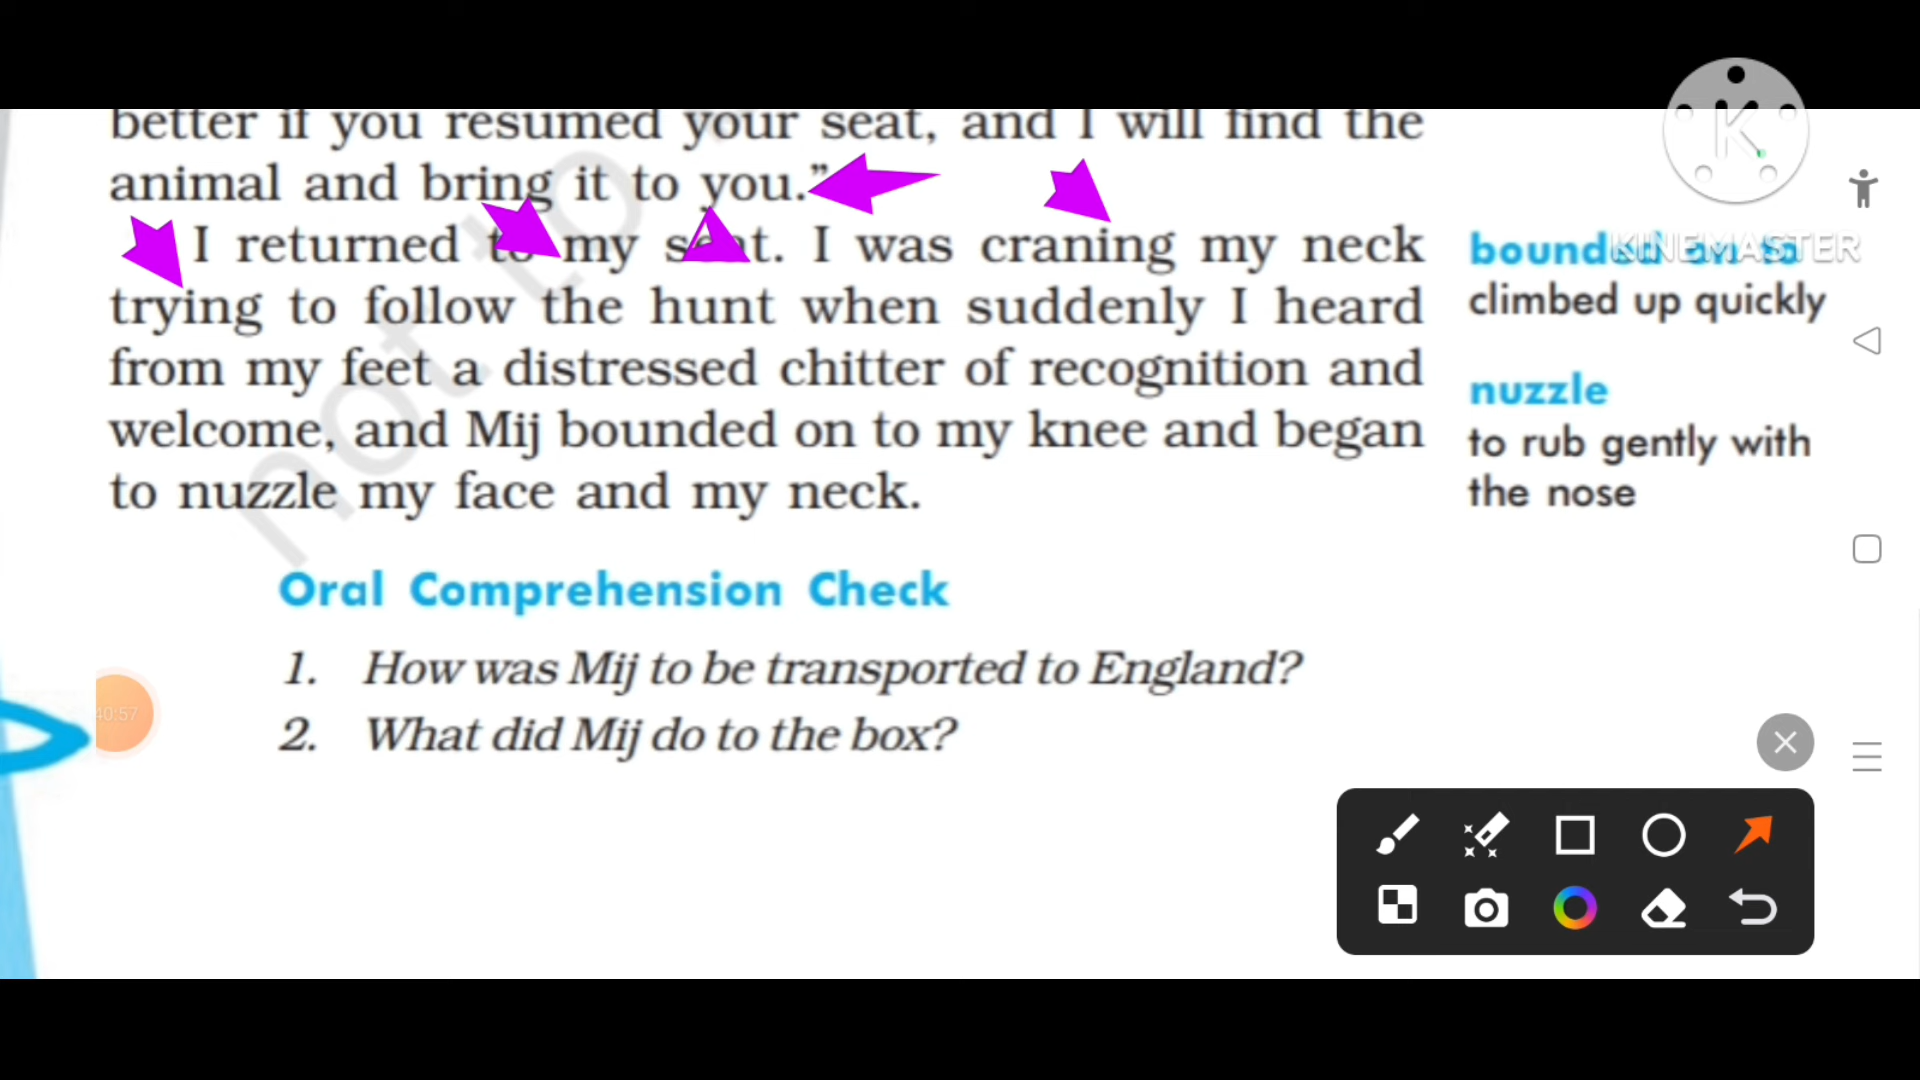 better if you resumed your seat, and I will find the
animal and bring it to you.”
I returned to my seat. I was craning my neck
trying to follow the hunt when suddenly I heard
from my feet a distressed chitter of recognition and
welcome, and Mij bounded on to my knee and began
to nuzzle my face and my neck.
bounded on to
climbed up quickly
nuzzle
to rub gently with
the nose
Oral Comprehension Check
1. How was Mij to be transported to England?
2. What did Mij do to the box?
not to
40:57
K
KINEMASTER